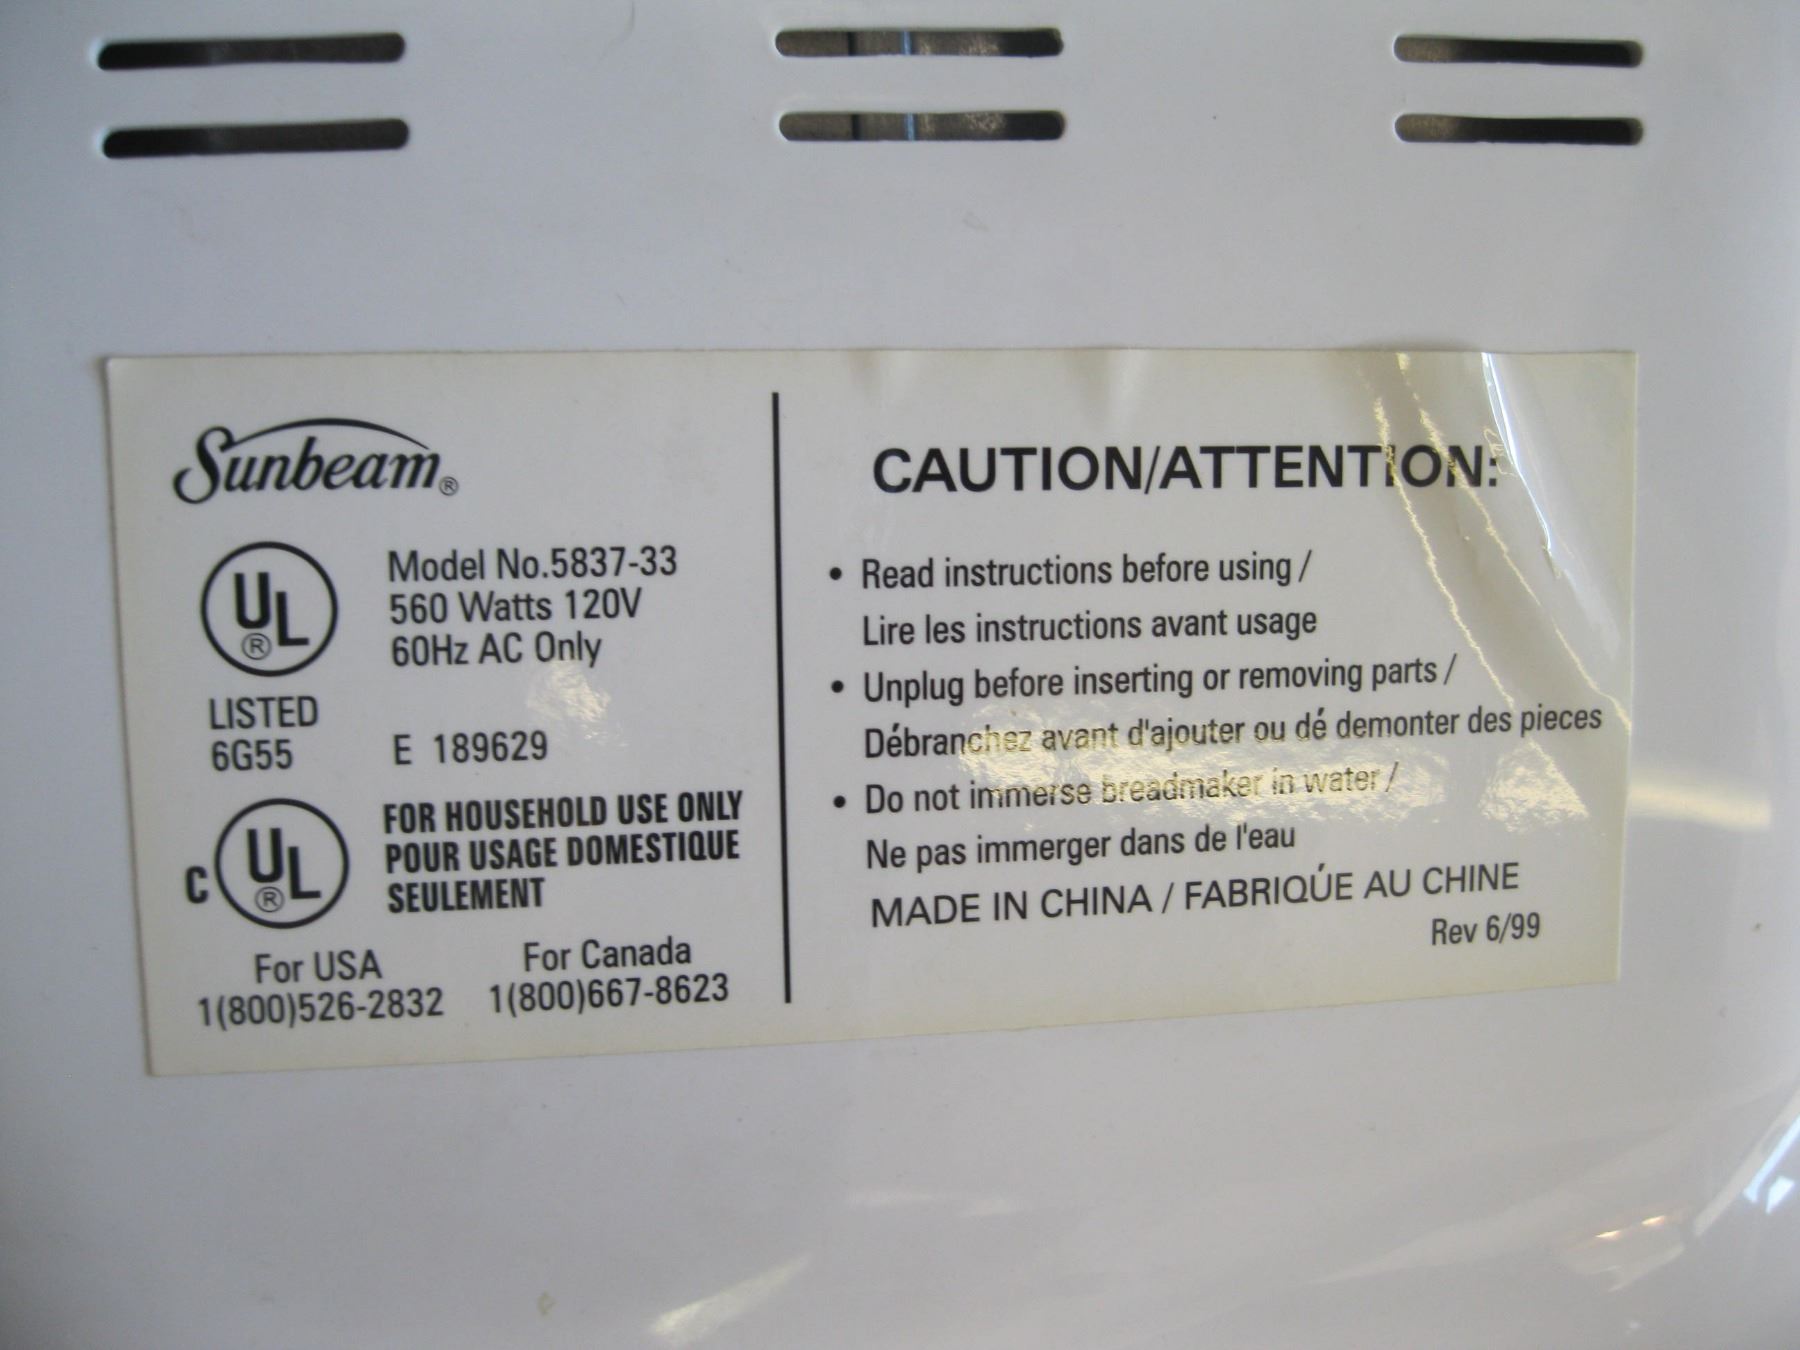 Sunbeam®
UL®
Model No.5837-33
560 Watts 120V
60Hz AC Only
LISTED
6G55
E 189629
C UL®
FOR HOUSEHOLD USE ONLY
POUR USAGE DOMESTIQUE
SEULEMENT
For USA
1(800)526-2832
For Canada
1(800)667-8623
CAUTION/ATTENTION:
• Read instructions before using /
Lire les instructions avant usage
• Unplug before inserting or removing parts /
Débranchez avant d'ajouter ou dé demonter des pieces
• Do not immerse breadmaker in water /
Ne pas immerger dans de l'eau
MADE IN CHINA / FABRIQÚE AU CHINE
Rev 6/99